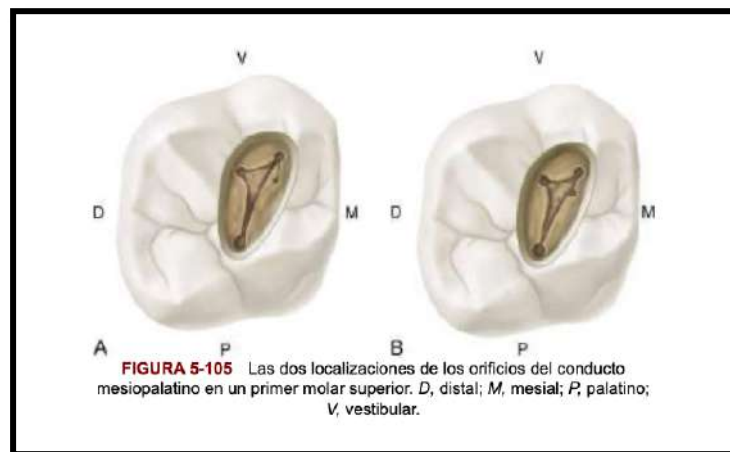 V
V
D
M
D
M
A
P
B
P
FIGURA 5-105 Las dos localizaciones de los orificios del conducto
mesiopalatino en un primer molar superior. D, distal; M, mesial; P, palatino;
V, vestibular.